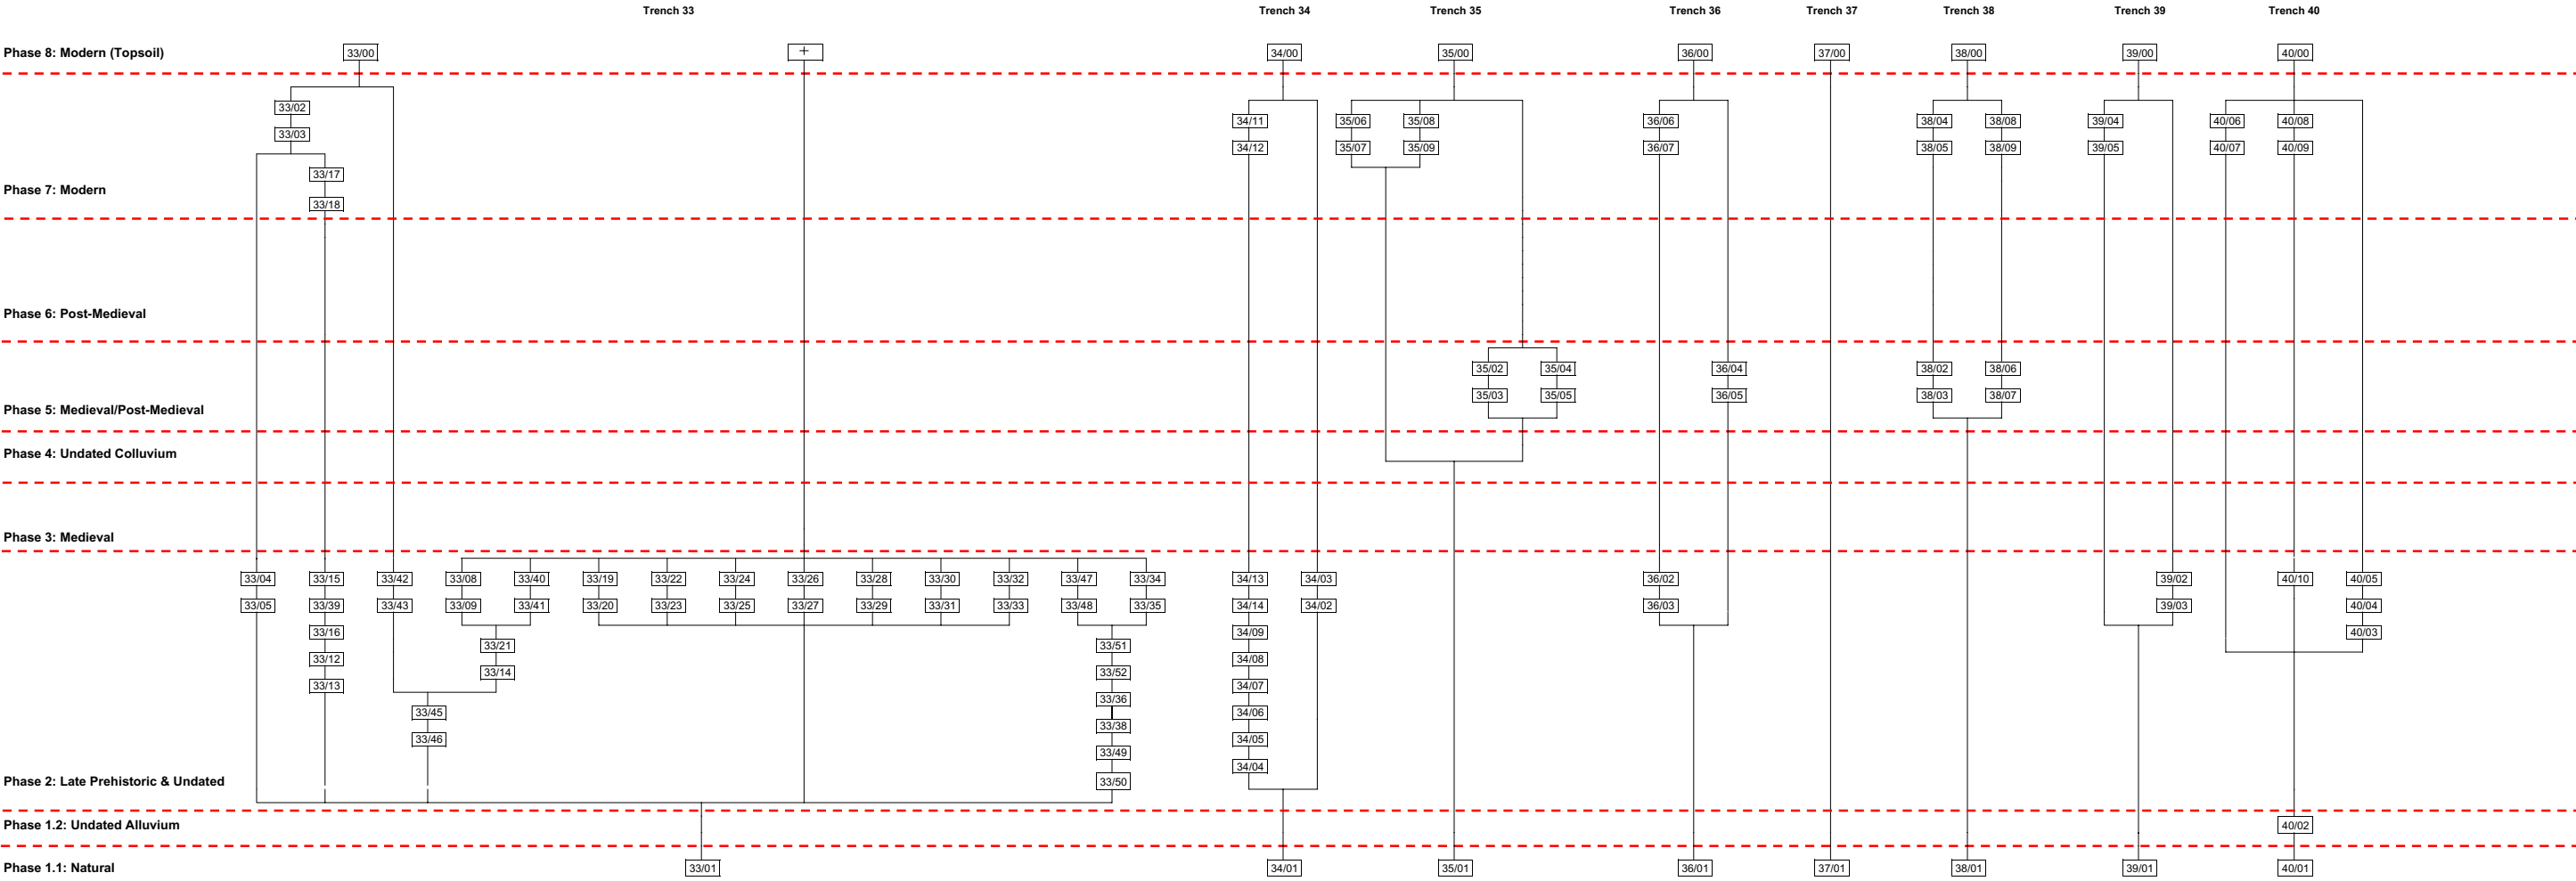 Trench 33 Trench 34 Trench 35 Trench 36 Trench 37 Trench 38 Trench 39 Trench 40
Phase 8: Modern (Topsoil) 33/00 + 34/00 35/00 36/00 37/00 38/00 39/00 40/00
33/02
34/11 35/06 35/08 36/06 38/04 38/08 39/04 40/06 40/08
33/03
34/12 35/07 35/09 36/07 38/05 38/09 39/05 40/07 40/09
33/17
Phase 7: Modern
33/18
Phase 6: Post-Medieval
35/02 35/04 36/04 38/02 38/06
35/03 35/05 36/05 38/03 38/07
Phase 5: Medieval/Post-Medieval
Phase 4: Undated Colluvium
Phase 3: Medieval
33/04 33/15 33/42 33/08 33/40 33/19 33/22 33/24 33/26 33/28 33/30 33/32 33/47 33/34 34/13 34/03 36/02 39/02 40/10 40/05
33/05 33/39 33/43 33/09 33/41 33/20 33/23 33/25 33/27 33/29 33/31 33/33 33/48 33/35 34/14 34/02 36/03 39/03 40/04
33/16 34/09 40/03
33/21 33/51
33/12 34/08
33/14 33/52
33/13 34/07
33/36
33/45 34/06
33/38
33/46 34/05
33/49
34/04
Phase 2: Late Prehistoric & Undated 33/50
Phase 1.2: Undated Alluvium 40/02
Phase 1.1: Natural 33/01 34/01 35/01 36/01 37/01 38/01 39/01 40/01